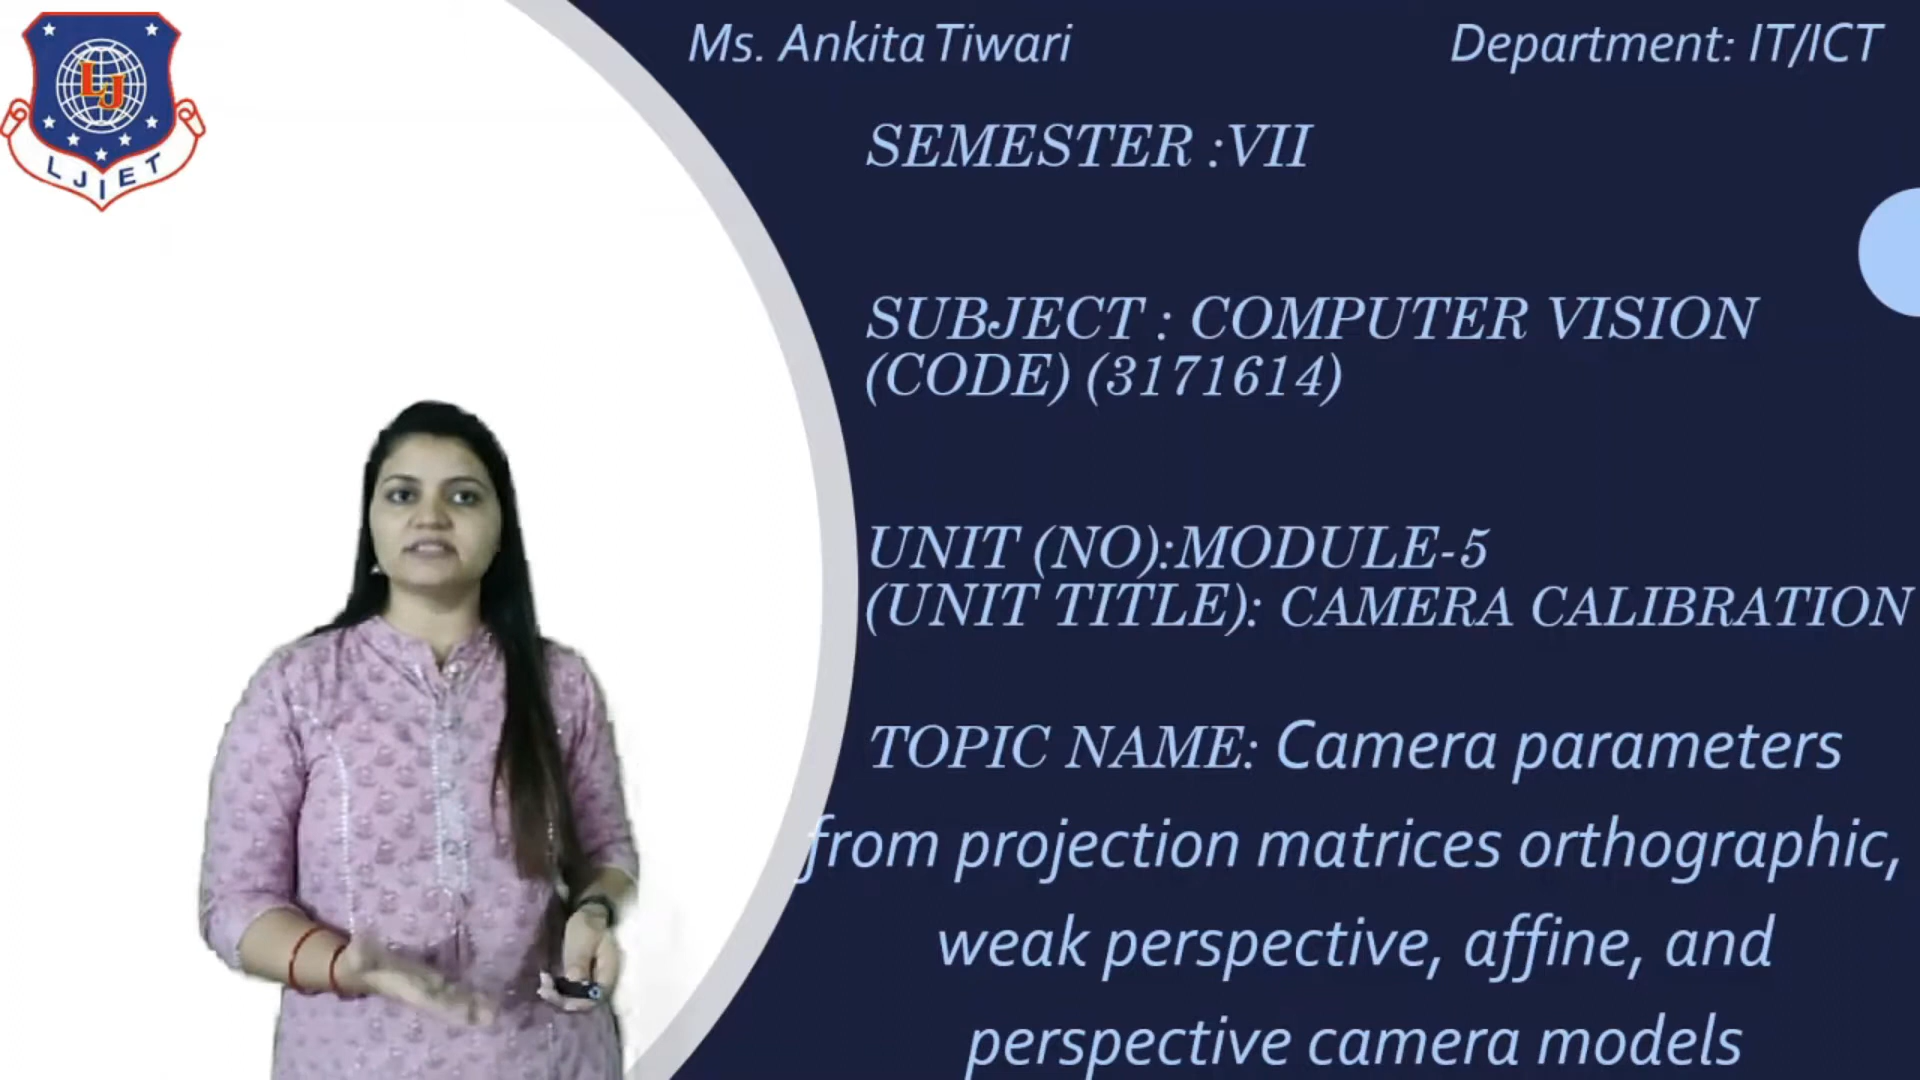 LJ
LJIET
Ms. Ankita Tiwari
Department: IT/ICT
SEMESTER :VII
SUBJECT : COMPUTER VISION
(CODE) (3171614)
UNIT (NO):MODULE-5
(UNIT TITLE): CAMERA CALIBRATION
TOPIC NAME: Camera parameters
from projection matrices orthographic,
weak perspective, affine, and
perspective camera models